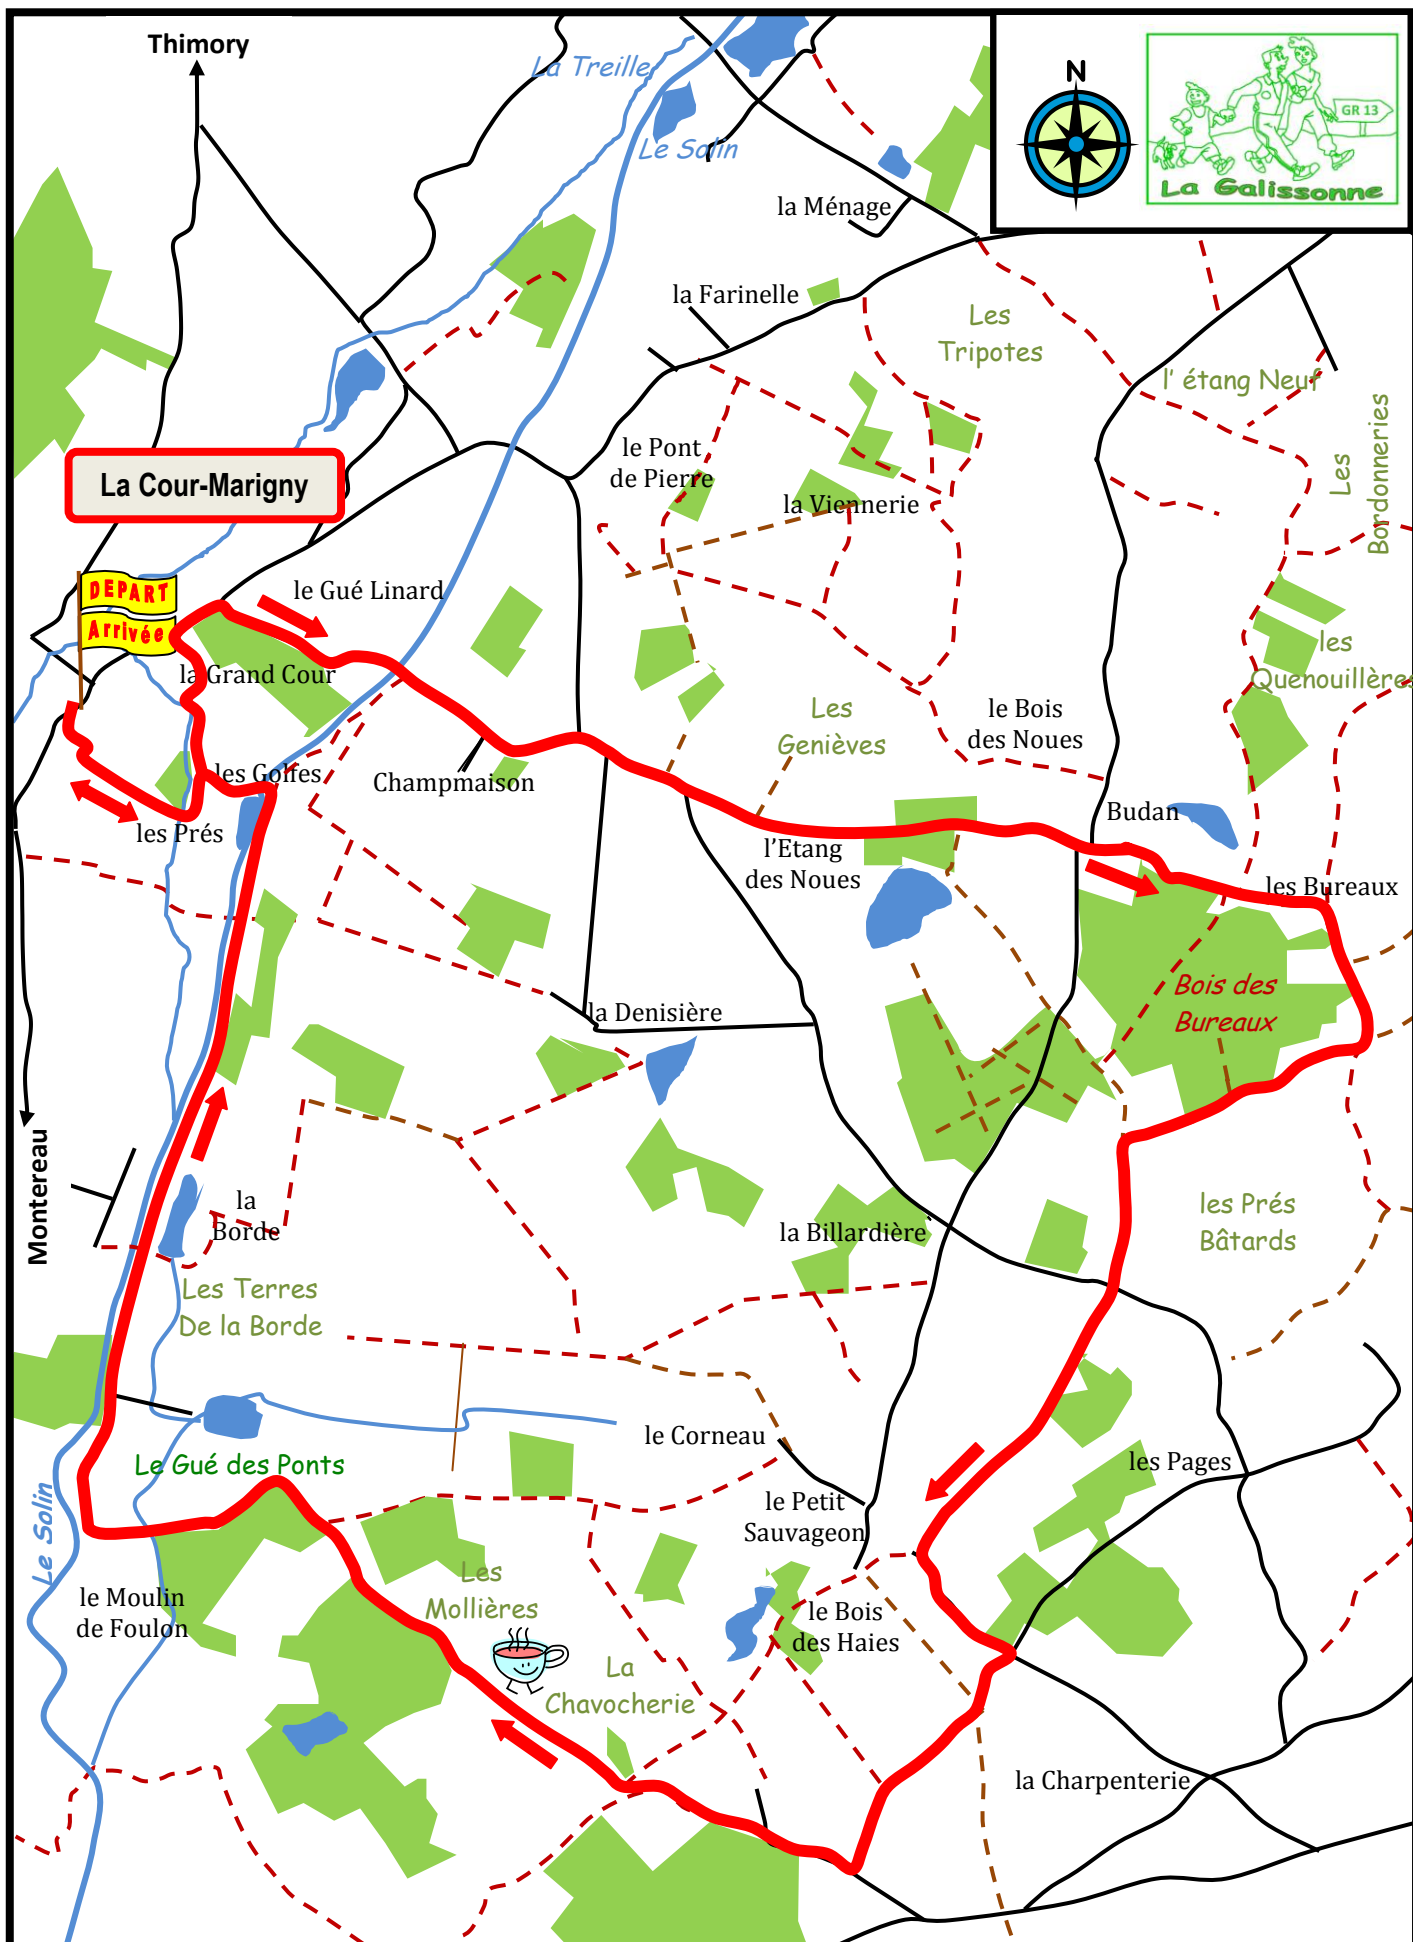 Thimory
La Treille
Le Solin
N
GR 13
La Galissonne
la Ménage
la Farinelle
Les
Tripotes
l' étang Neuf
Les
Bordonneries
La Cour-Marigny
le Pont
de Pierre
la Viennerie
DEPART
Arrivée
le Gué Linard
la Grand Cour
les
Quenouillères
Les
Genièves
le Bois
des Noues
les Golfes
Champmaison
les Prés
Budan
l'Etang
des Noues
les Bureaux
Bois des
Bureaux
la Denisière
Montereau
la
Borde
la Billardière
les Prés
Bâtards
Les Terres
De la Borde
le Corneau
les Pages
Le Gué des Ponts
Le Solin
le Petit
Sauvageon
Les
Mollières
le Moulin
de Foulon
le Bois
des Haies
La
Chavocherie
la Charpenterie